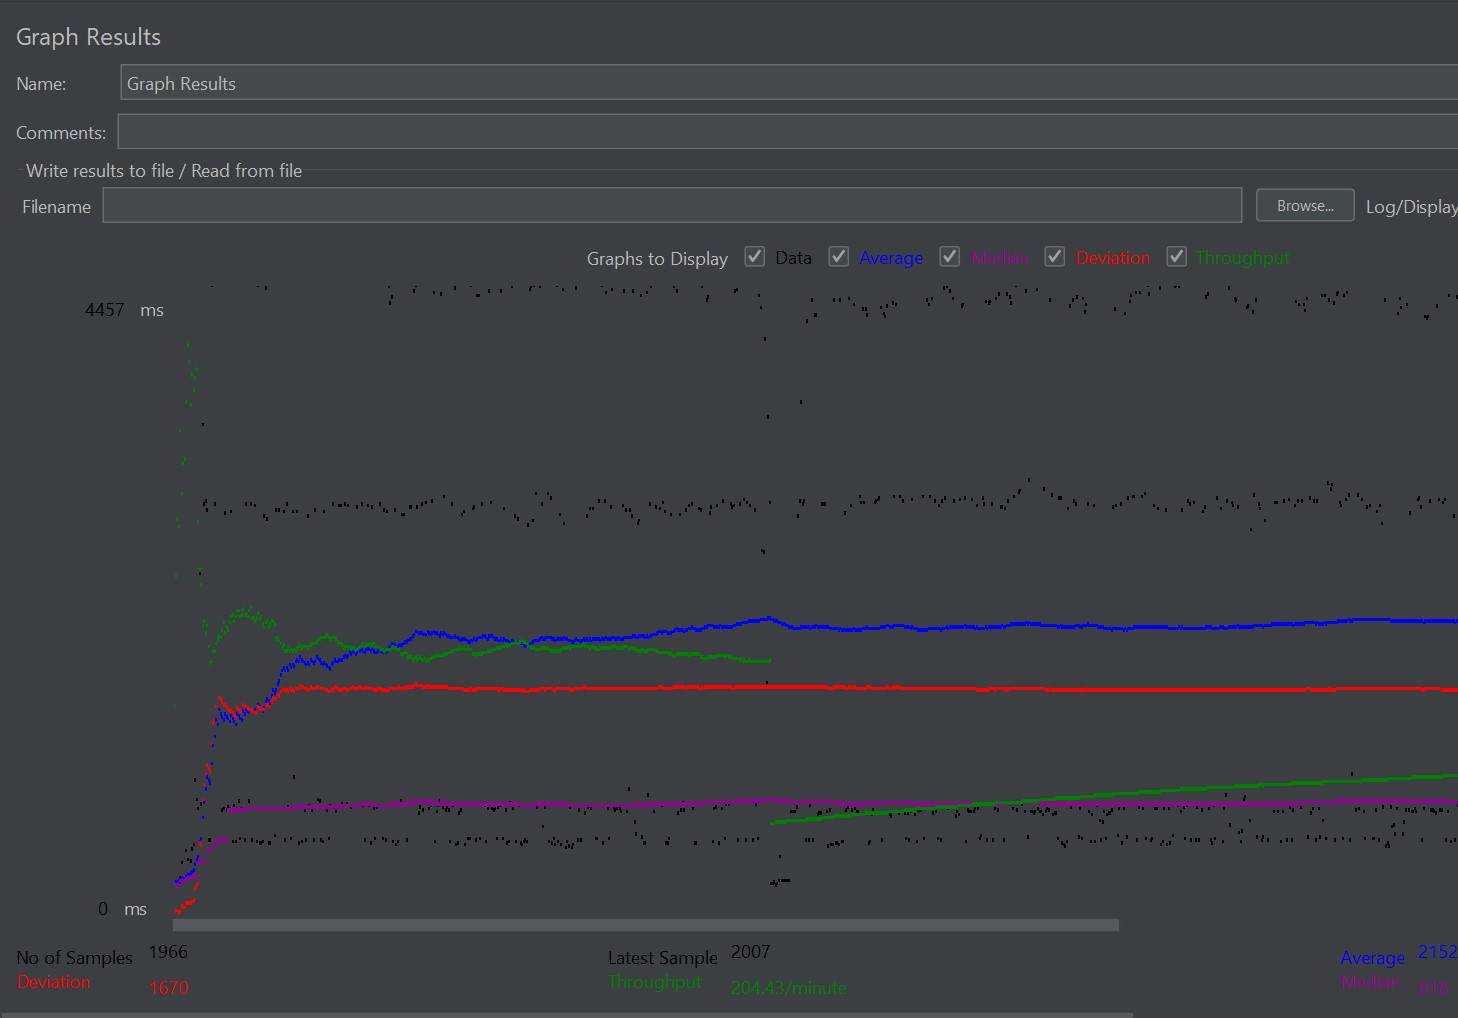 Graph Results
Name: Graph Results
Comments:
Write results to file / Read from file
Filename Browse... Log/Display
Graphs to Display Data Average Median Deviation Throughput
4457 ms
0 ms
No of Samples 1966 Latest Sample 2007 Average 2152
Deviation 1670 Throughput 204.43/minute Median